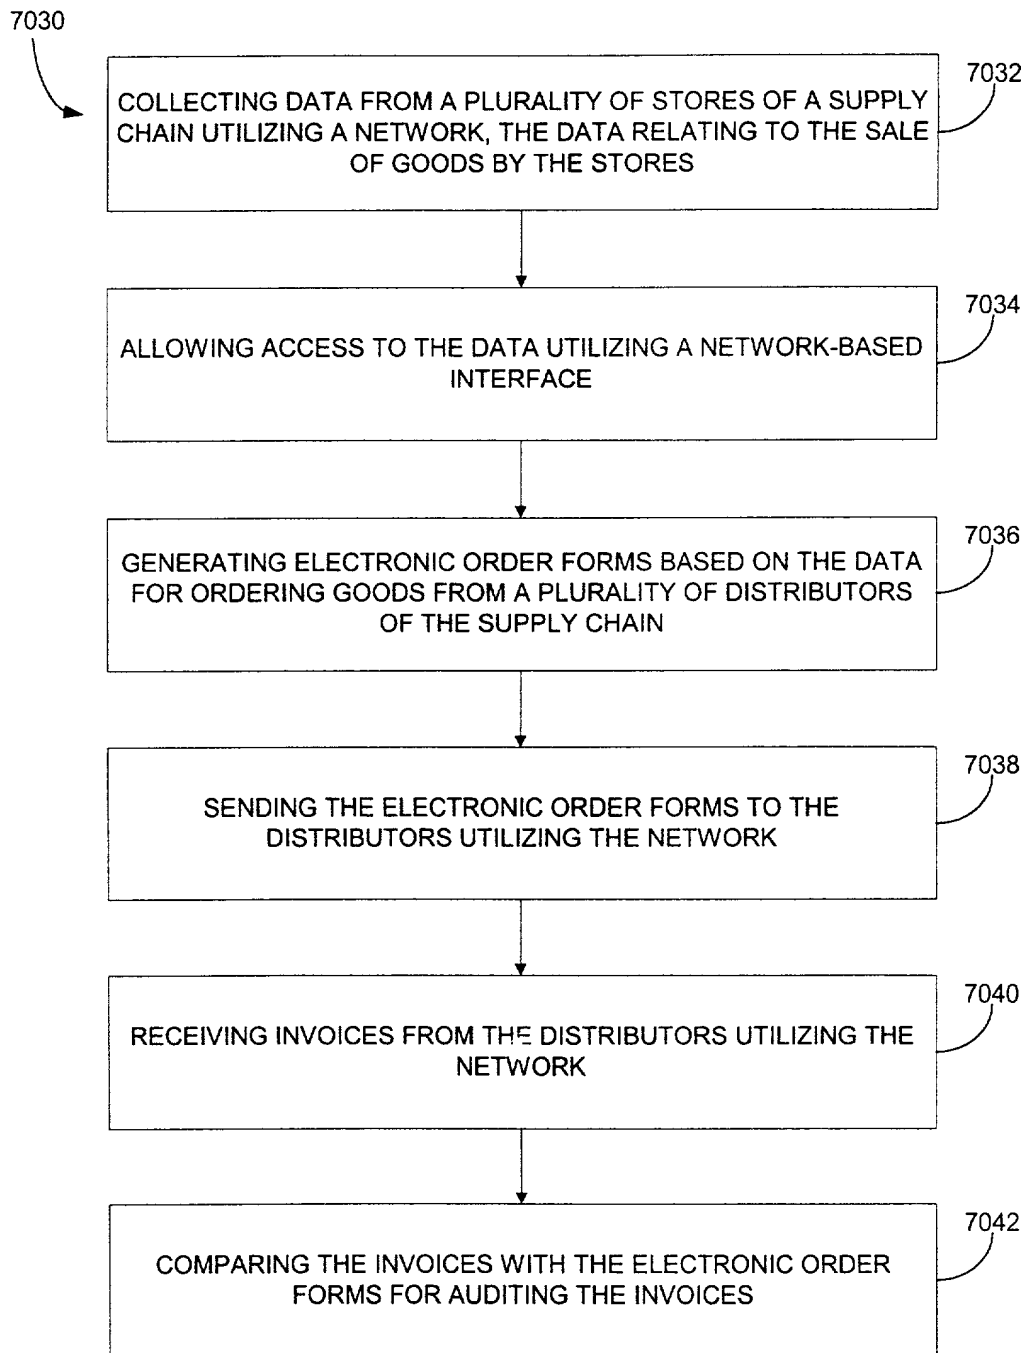 7030
7032
COLLECTING DATA FROM A PLURALITY OF STORES OF A SUPPLY
CHAIN UTILIZING A NETWORK, THE DATA RELATING TO THE SALE
OF GOODS BY THE STORES
7034
ALLOWING ACCESS TO THE DATA UTILIZING A NETWORK-BASED
INTERFACE
7036
GENERATING ELECTRONIC ORDER FORMS BASED ON THE DATA
FOR ORDERING GOODS FROM A PLURALITY OF DISTRIBUTORS
OF THE SUPPLY CHAIN
7038
SENDING THE ELECTRONIC ORDER FORMS TO THE
DISTRIBUTORS UTILIZING THE NETWORK
7040
RECEIVING INVOICES FROM THE DISTRIBUTORS UTILIZING THE
NETWORK
7042
COMPARING THE INVOICES WITH THE ELECTRONIC ORDER
FORMS FOR AUDITING THE INVOICES